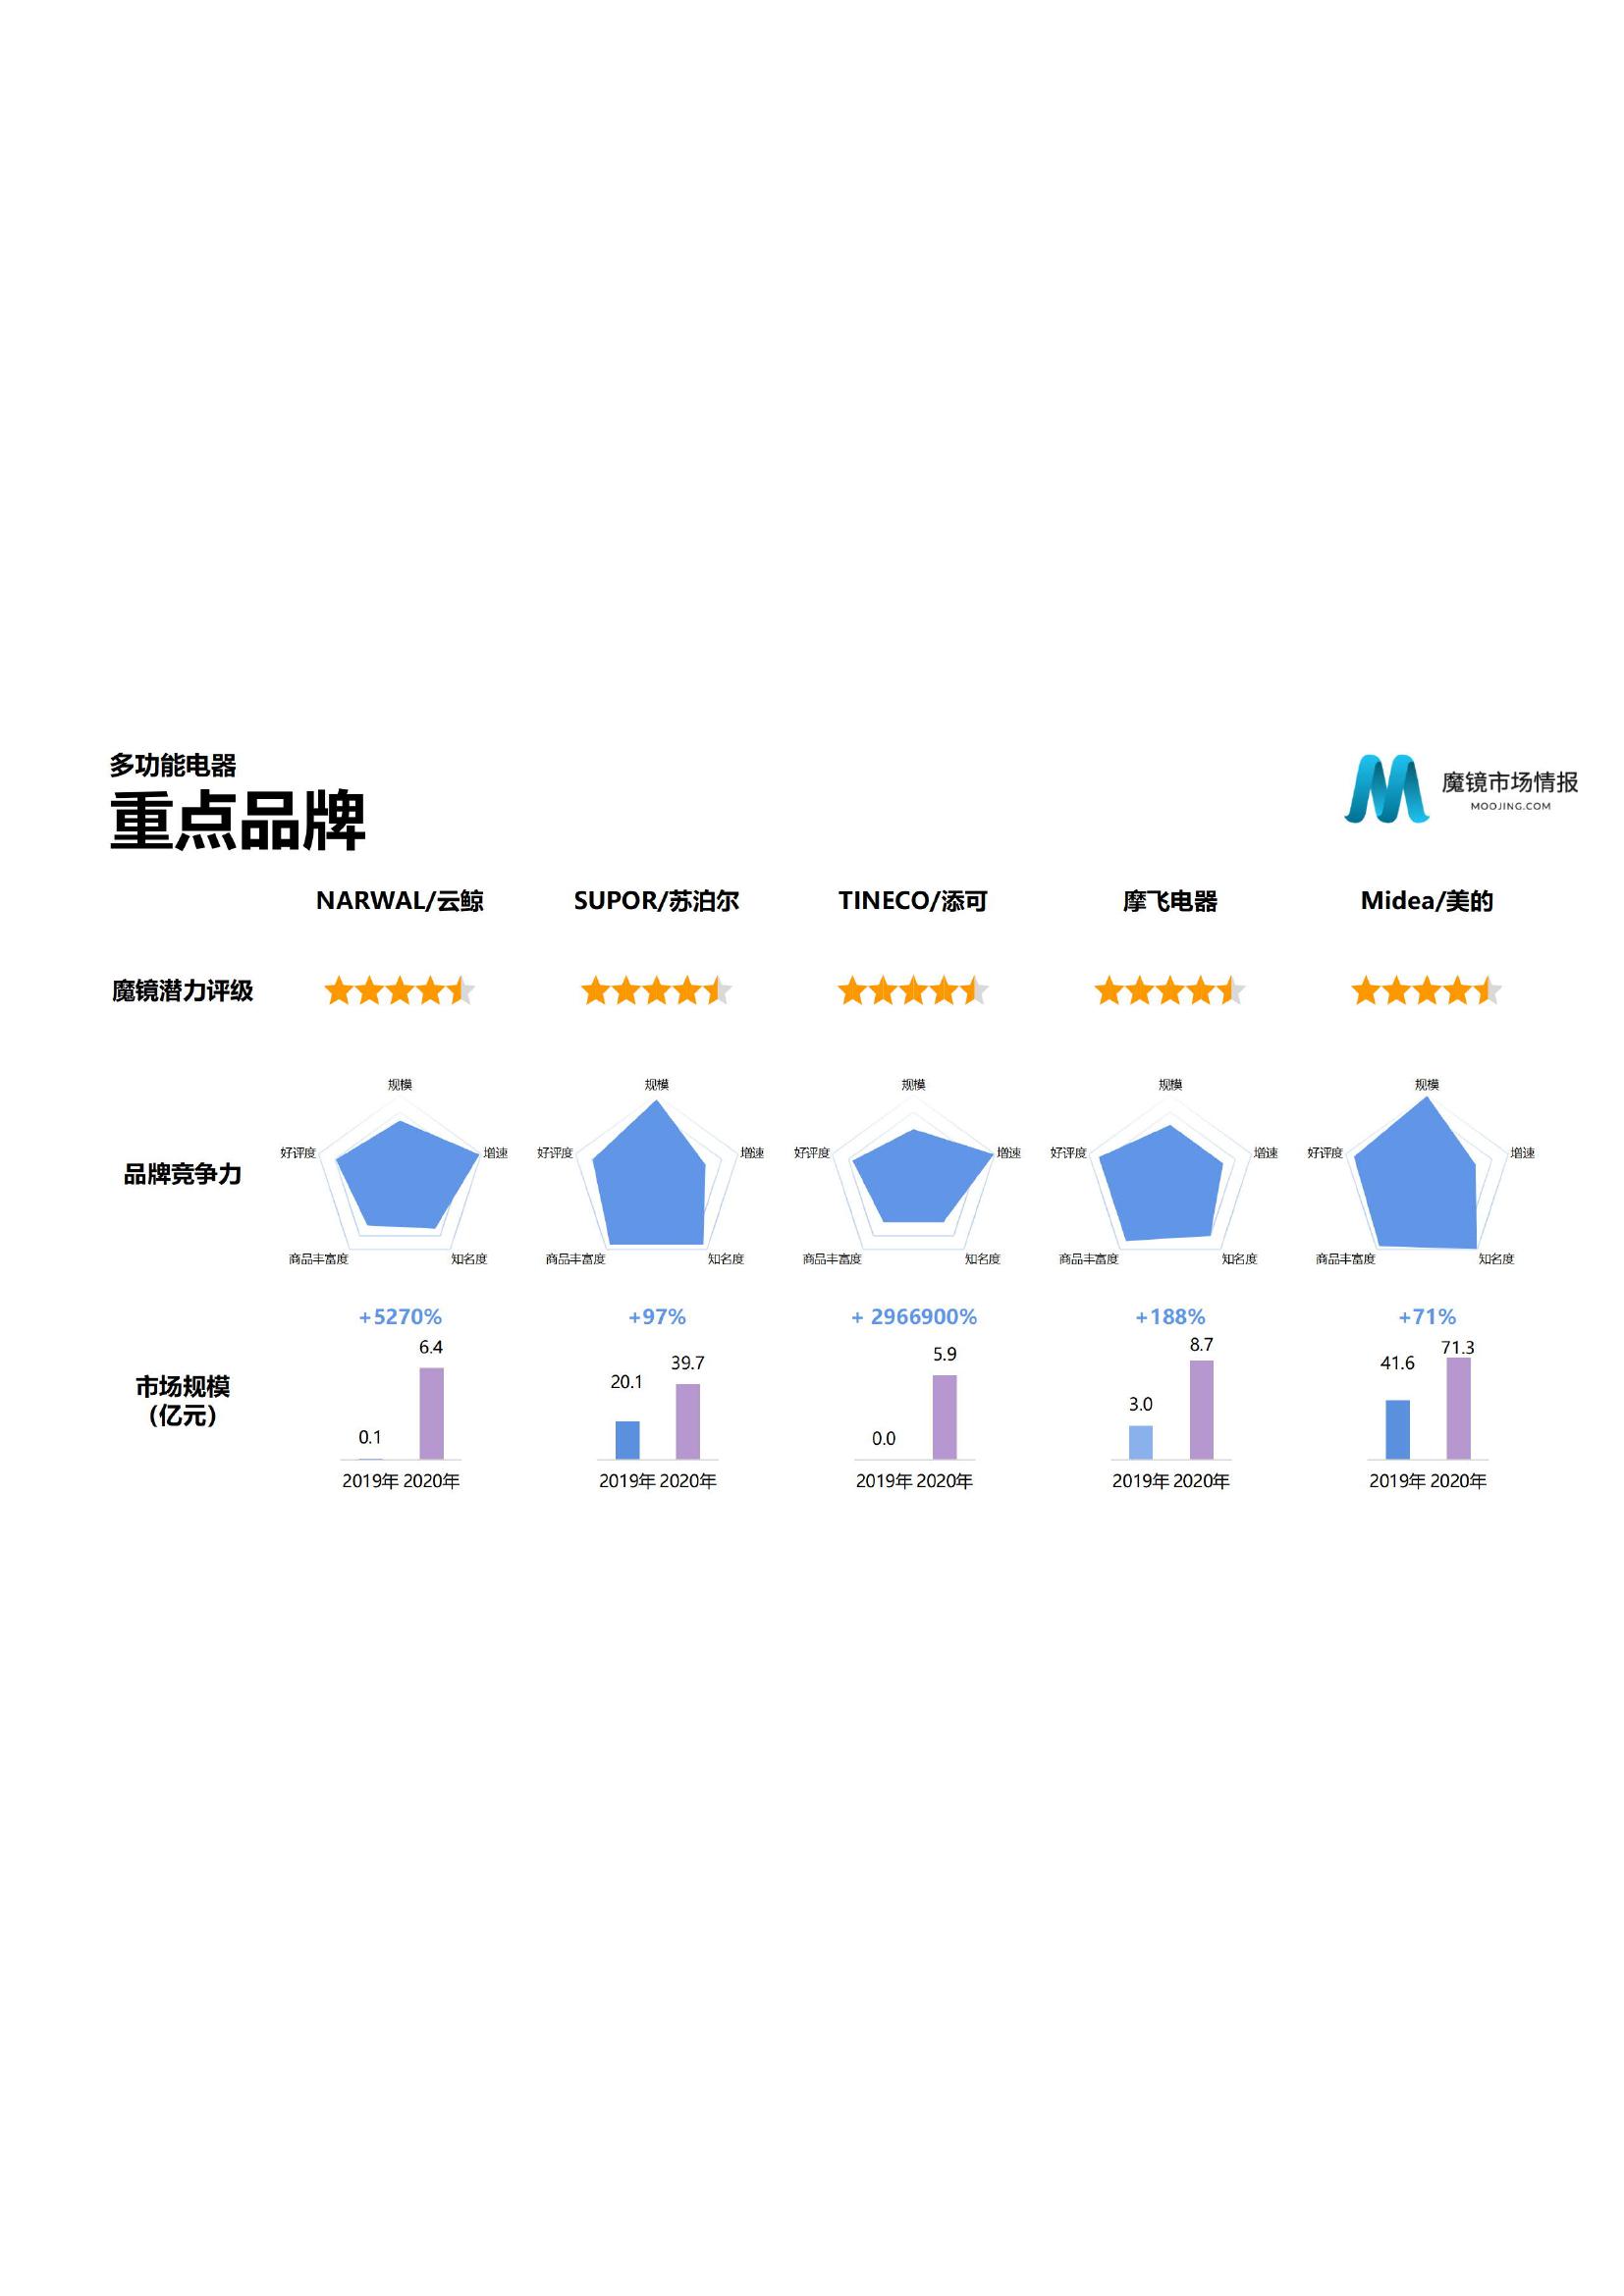 多功能电器
重点品牌
魔镜市场情报
MOOJING.COM
NARWAL/云鲸
SUPOR/苏泊尔
TINECO/添可
摩飞电器
Midea/美的
魔镜潜力评级
品牌竞争力
规模
增速
知名度
商品丰富度
好评度
规模
增速
知名度
商品丰富度
好评度
规模
增速
知名度
商品丰富度
好评度
规模
增速
知名度
商品丰富度
好评度
规模
增速
知名度
商品丰富度
好评度
市场规模
（亿元）
+5270%
0.1
6.4
2019年 2020年
+97%
20.1
39.7
2019年 2020年
+ 2966900%
0.0
5.9
2019年 2020年
+188%
3.0
8.7
2019年 2020年
+71%
41.6
71.3
2019年 2020年